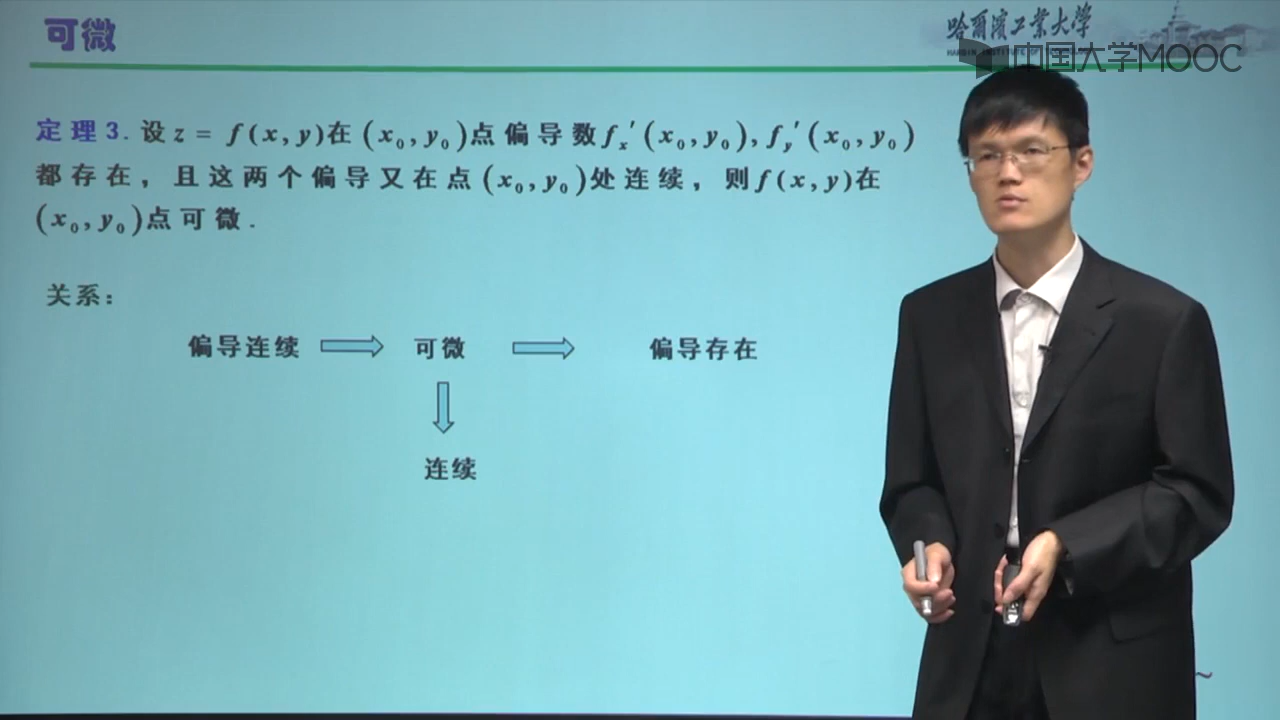 可微
哈尔滨工业大学
中国大学MOOC
定理3. 设 z = f(x, y)在(x₀, y₀)点偏导数fₓ′(x₀, y₀), f_y′(x₀, y₀)
都存在，且这两个偏导又在点(x₀, y₀)处连续，则f(x, y)在
(x₀, y₀)点可微.
关系：
偏导连续 可微 偏导存在
连续
~